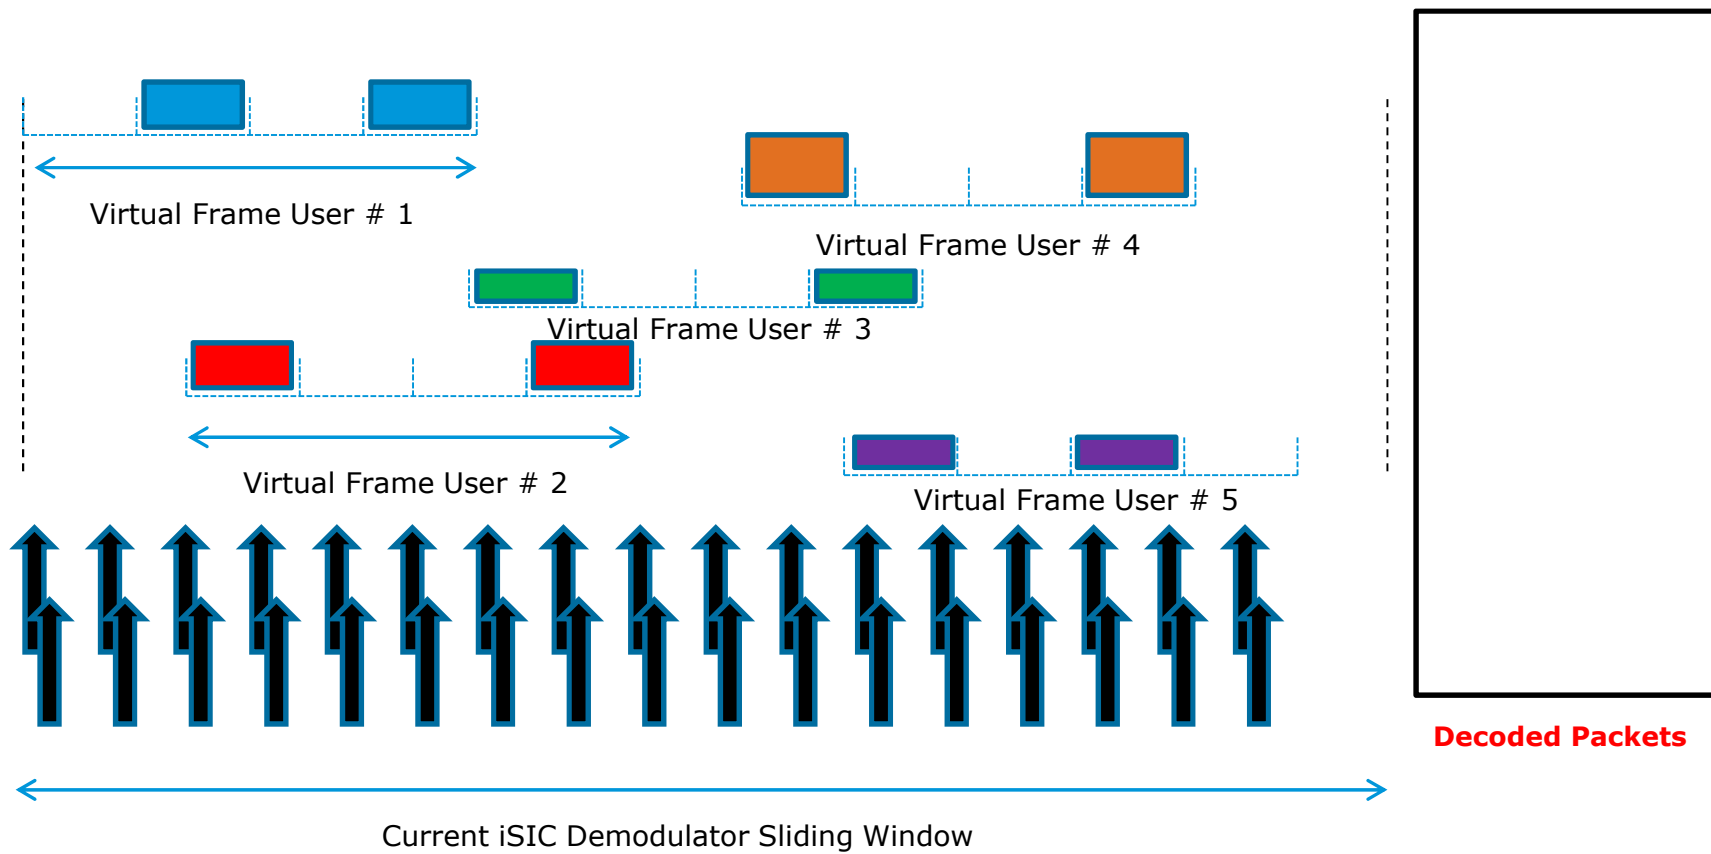 Virtual Frame User # 1
Virtual Frame User # 4
Virtual Frame User # 3
Virtual Frame User # 2
Virtual Frame User # 5
Decoded Packets
Current iSIC Demodulator Sliding Window